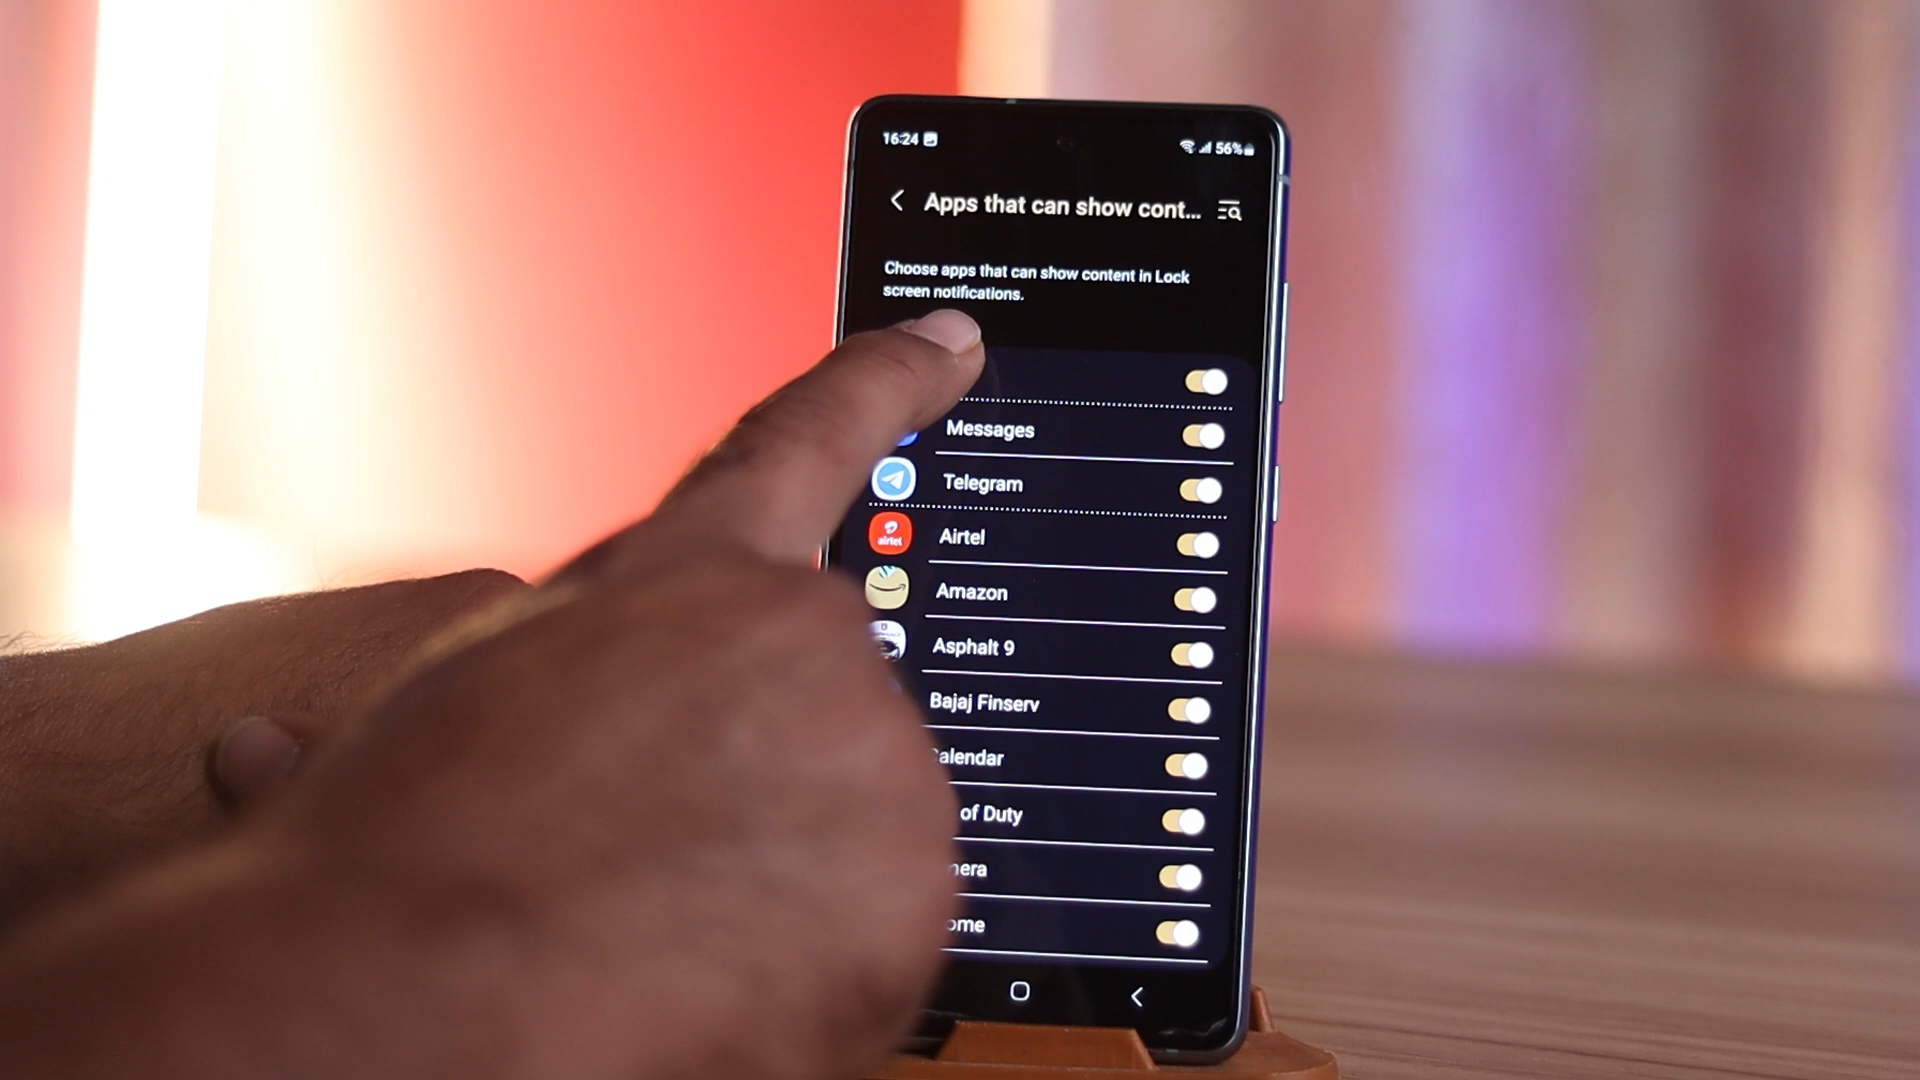 16:24 56%
Apps that can show cont...
Choose apps that can show content in Lock
screen notifications.
Messages
Telegram
airtel
Airtel
Amazon
Asphalt 9
Bajaj Finserv
alendar
of Duty
era
ome